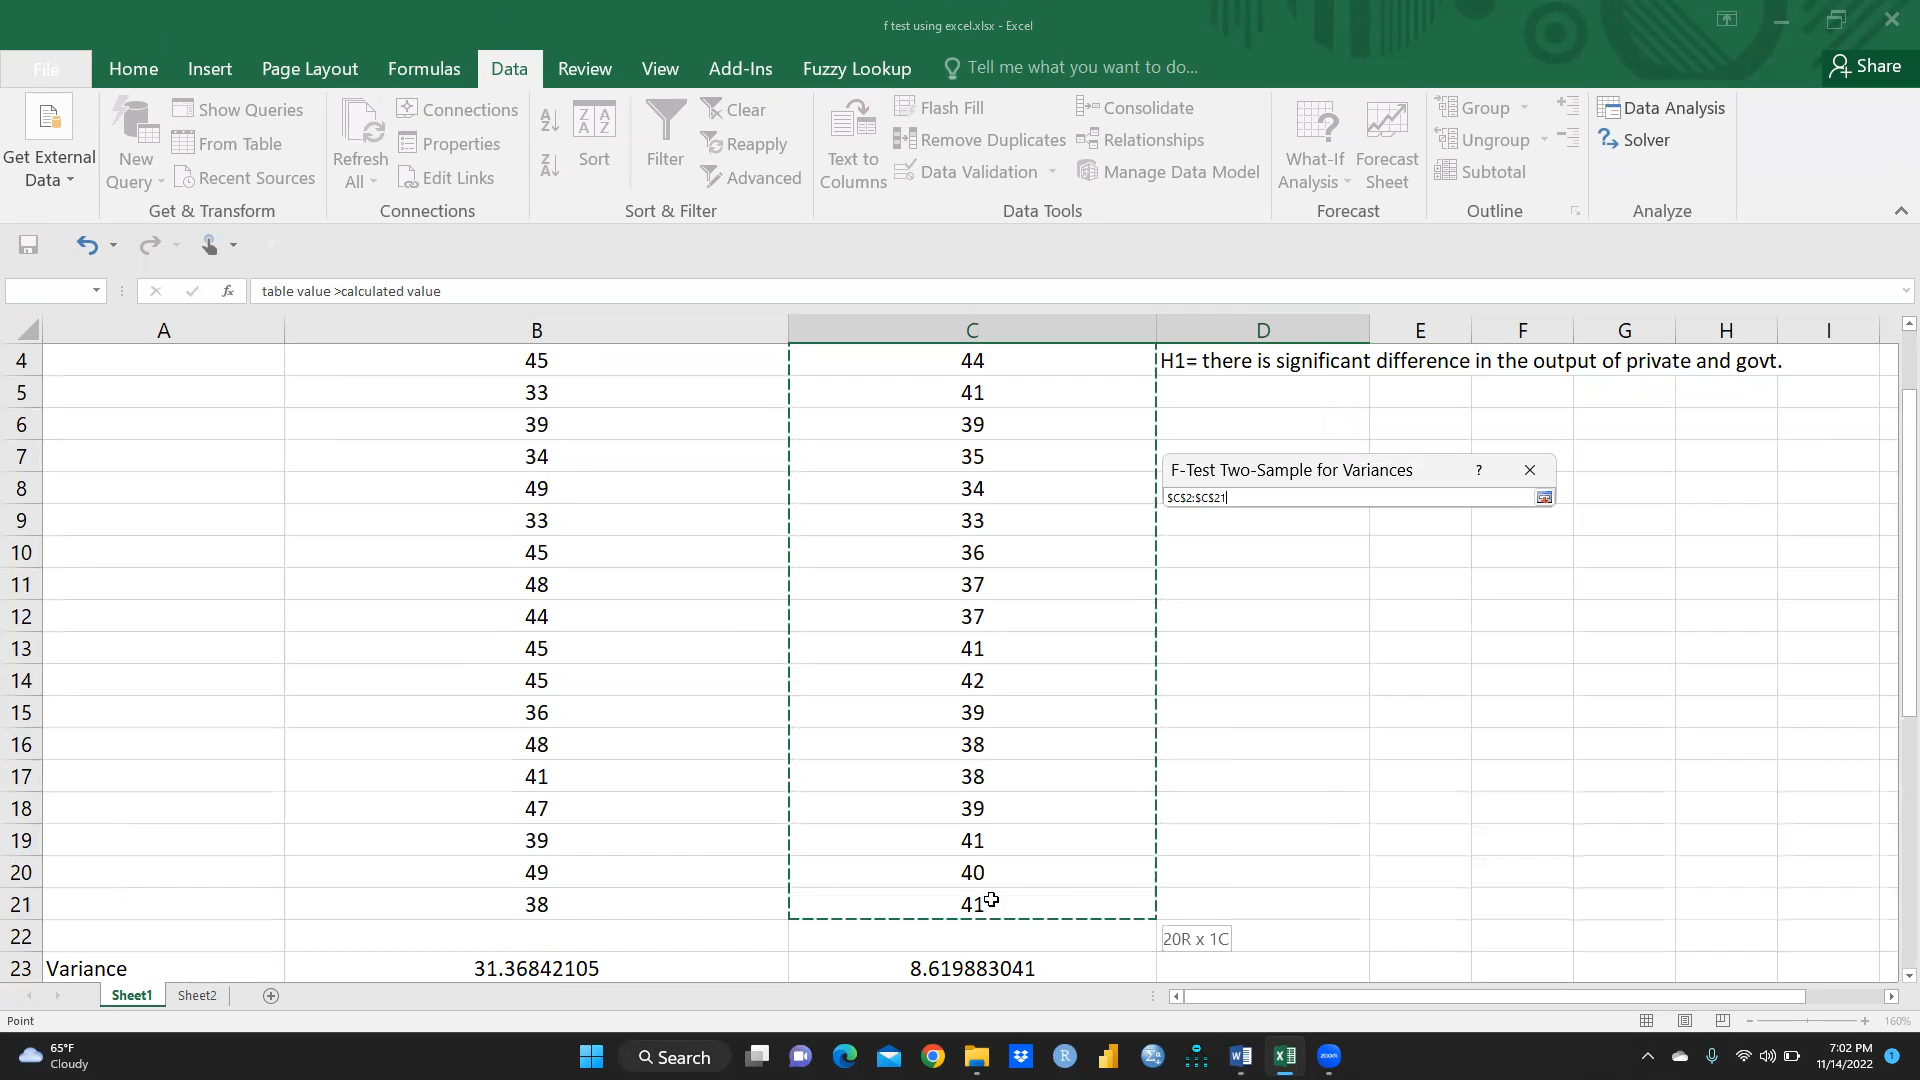 f test using excel.xlsx - Excel
File Home Insert Page Layout Formulas Data Review View Add-Ins Fuzzy Lookup Tell me what you want to do... Share
Get External Data
New Query
Show Queries
From Table
Recent Sources
Get & Transform
Refresh All
Connections
Properties
Edit Links
Connections
Sort
Filter
Clear
Reapply
Advanced
Sort & Filter
Text to Columns
Flash Fill
Remove Duplicates
Data Validation
Consolidate
Relationships
Manage Data Model
Data Tools
What-If Analysis
Forecast Sheet
Forecast
Group
Ungroup
Subtotal
Outline
Data Analysis
Solver
Analyze
fx table value >calculated value
A B C D E F G H I
4 45 44 H1= there is significant difference in the output of private and govt.
5 33 41
6 39 39
7 34 35
8 49 34
9 33 33
10 45 36
11 48 37
12 44 37
13 45 41
14 45 42
15 36 39
16 48 38
17 41 38
18 47 39
19 39 41
20 49 40
21 38 41
22
23 Variance 31.36842105 8.619883041
F-Test Two-Sample for Variances ?
$C$2:$C$21
20R x 1C
Sheet1 Sheet2
Point 160%
65°F
Cloudy
Search
zoom
7:02 PM
11/14/2022
1